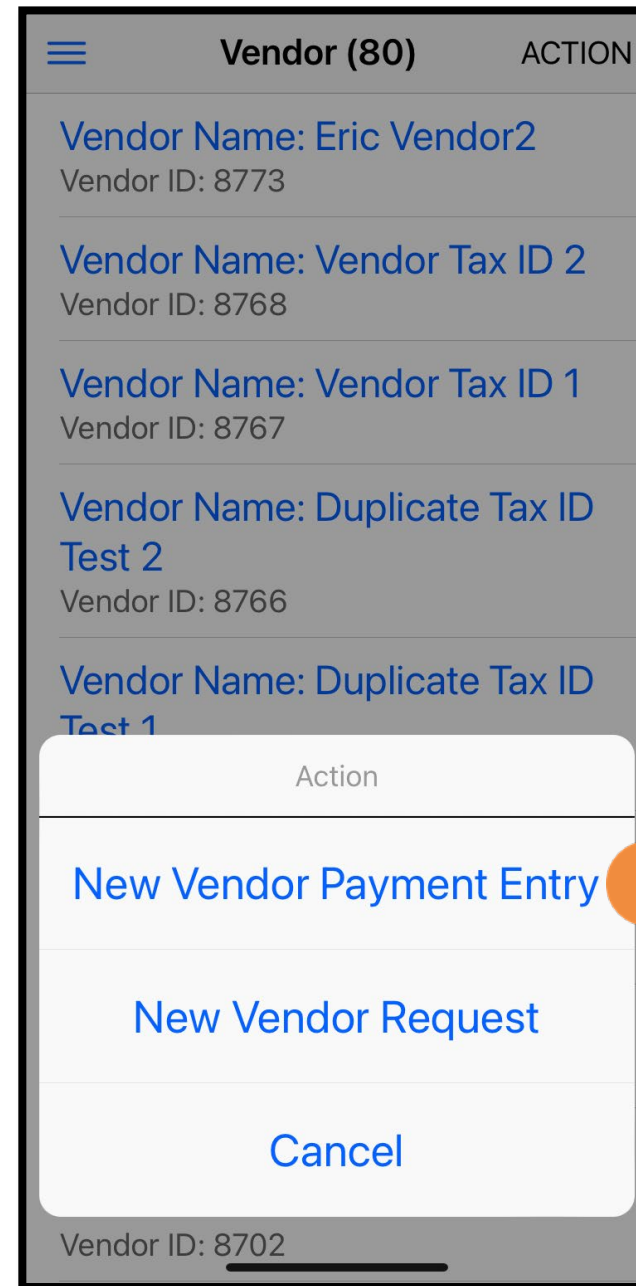 Vendor (80)
ACTION
Vendor Name: Eric Vendor2
Vendor ID: 8773
Vendor Name: Vendor Tax ID 2
Vendor ID: 8768
Vendor Name: Vendor Tax ID 1
Vendor ID: 8767
Vendor Name: Duplicate Tax ID
Test 2
Vendor ID: 8766
Vendor Name: Duplicate Tax ID
Test 1
Action
New Vendor Payment Entry
New Vendor Request
Cancel
Vendor ID: 8702